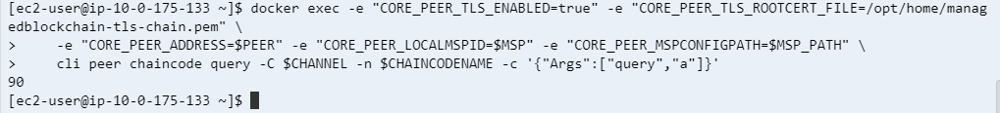 [ec2-user@ip-10-0-175-133 ~]$ docker exec -e "CORE_PEER_TLS_ENABLED=true" -e "CORE_PEER_TLS_ROOTCERT_FILE=/opt/home/manag
edblockchain-tls-chain.pem" \
>     -e "CORE_PEER_ADDRESS=$PEER" -e "CORE_PEER_LOCALMSPID=$MSP" -e "CORE_PEER_MSPCONFIGPATH=$MSP_PATH" \
>     cli peer chaincode query -C $CHANNEL -n $CHAINCODENAME -c '{"Args":["query","a"]}'
90
[ec2-user@ip-10-0-175-133 ~]$